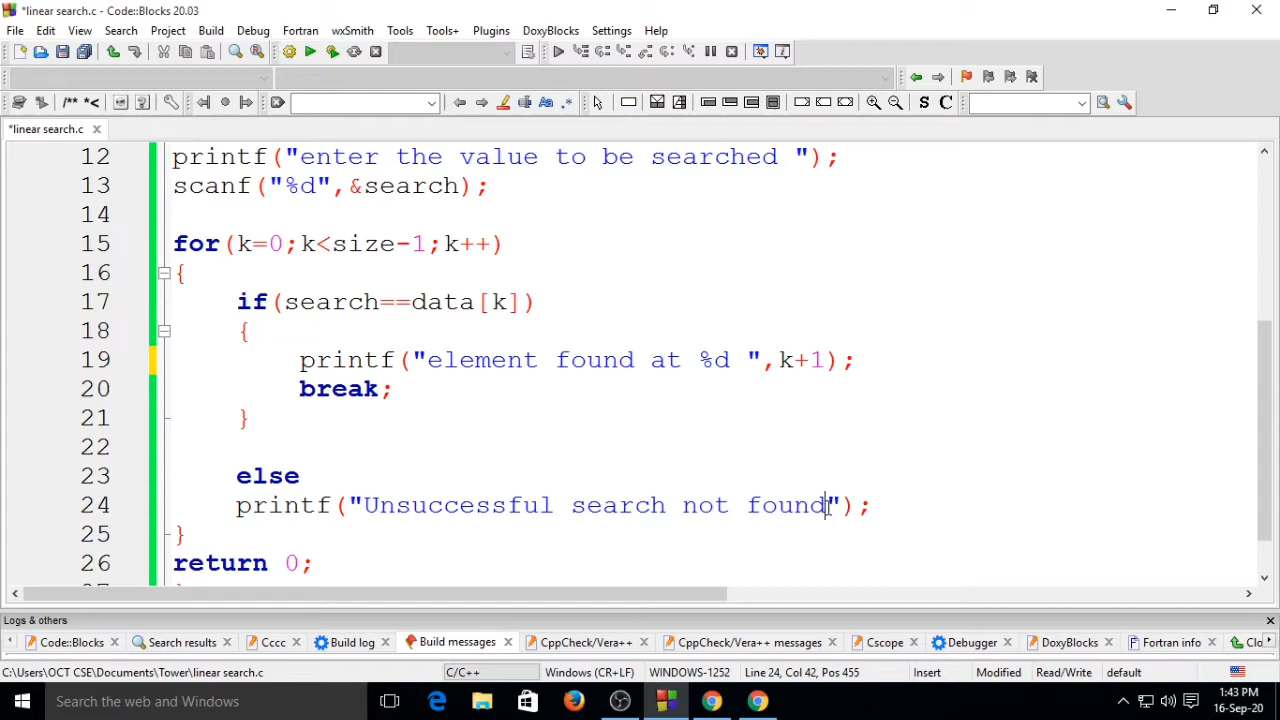 *linear search.c - Code::Blocks 20.03
File Edit View Search Project Build Debug Fortran wxSmith Tools Tools+ Plugins DoxyBlocks Settings Help
/** *<
S C
*linear search.c
12 printf("enter the value to be searched ");
13 scanf("%d",&search);
14
15 for(k=0;k<size-1;k++)
16 {
17 if(search==data[k])
18 {
19 printf("element found at %d ",k+1);
20 break;
21 }
22
23 else
24 printf("Unsuccessful search not found");
25 }
26 return 0;
Logs & others
Code::Blocks Search results Cccc Build log Build messages CppCheck/Vera++ CppCheck/Vera++ messages Cscope Debugger DoxyBlocks Fortran info Clo
C:\Users\OCT CSE\Documents\Tower\linear search.c C/C++ Windows (CR+LF) WINDOWS-1252 Line 24, Col 42, Pos 455 Insert Modified Read/Write default
Search the web and Windows
1:43 PM
16-Sep-20